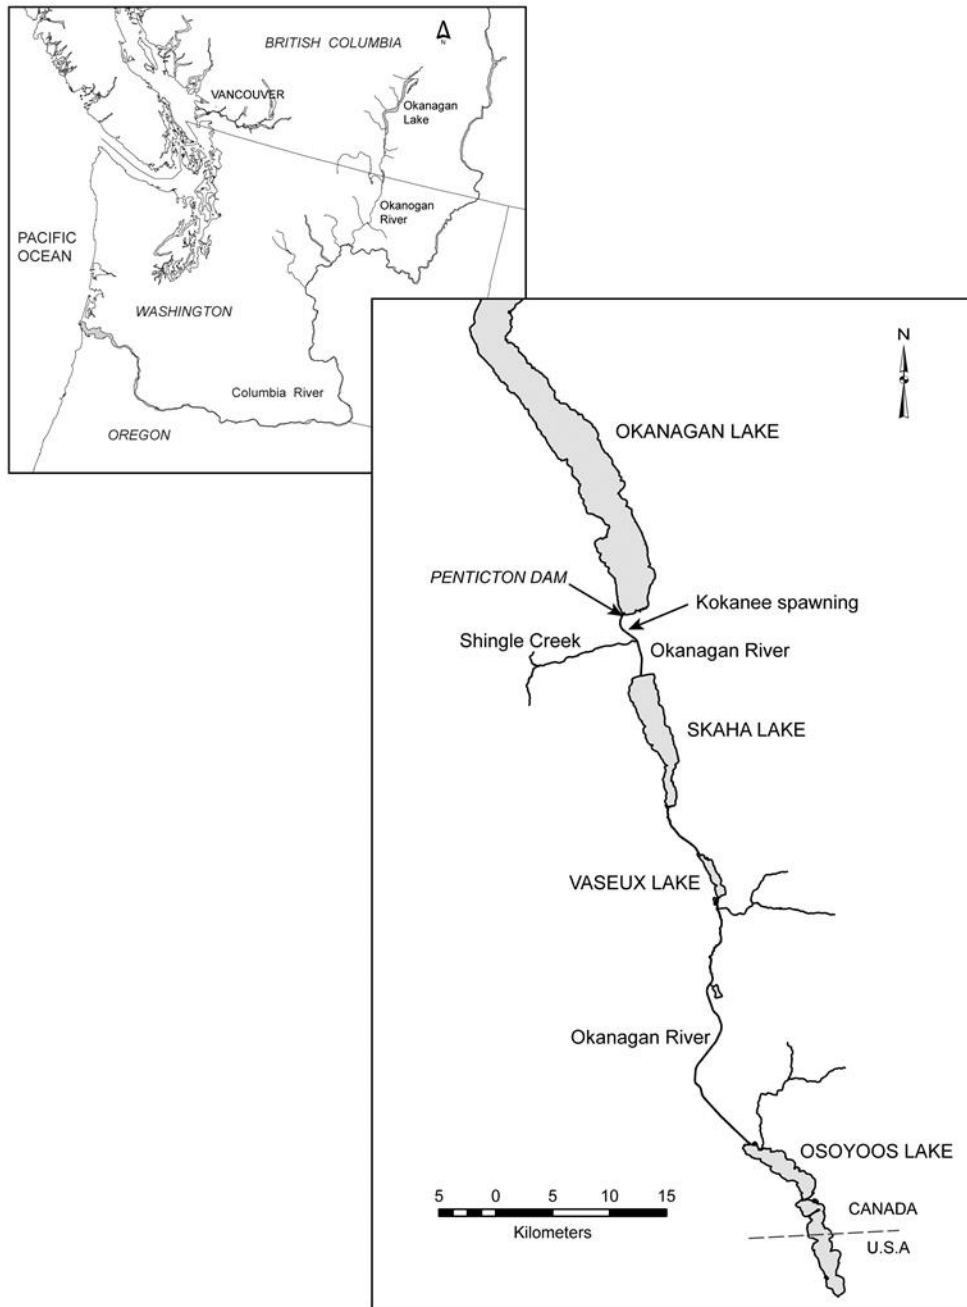 BRITISH COLUMBIA
N
VANCOUVER
Okanagan
Lake
Okanogan
River
PACIFIC
OCEAN
WASHINGTON
Columbia River
OREGON
N
OKANAGAN LAKE
PENTICTON DAM
Kokanee spawning
Shingle Creek
Okanagan River
SKAHA LAKE
VASEUX LAKE
Okanagan River
OSOYOOS LAKE
5 0 5 10 15
Kilometers
CANADA
U.S.A